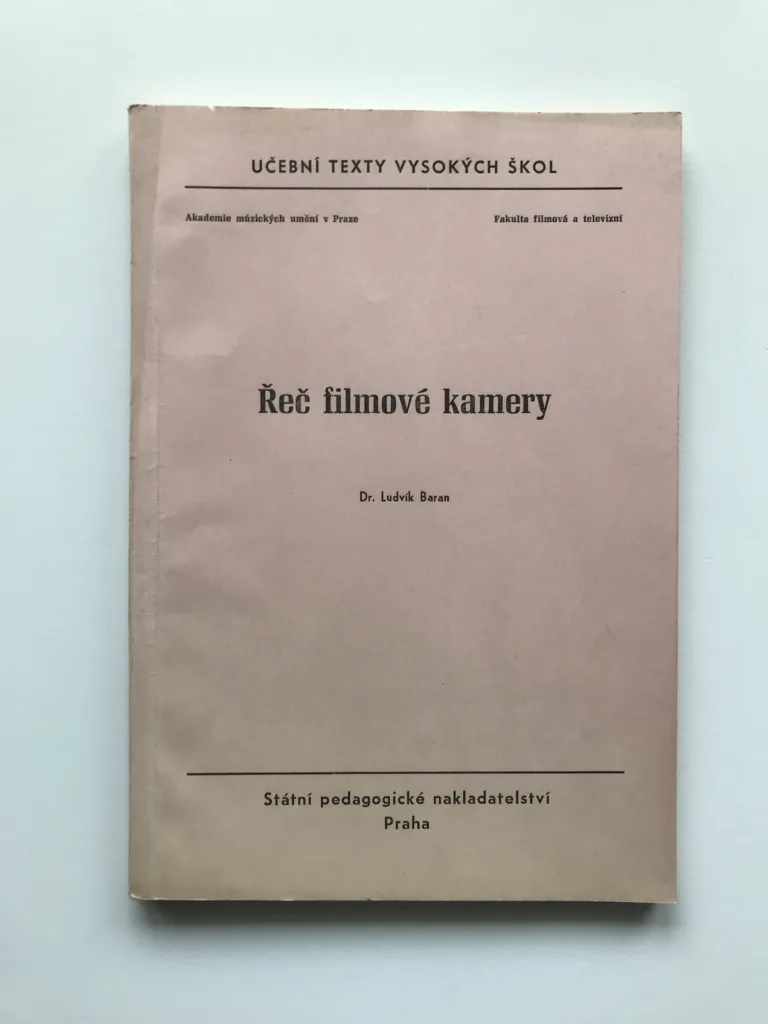 UČEBNÍ TEXTY VYSOKÝCH ŠKOL
Akademie múzických umění v Praze
Fakulta filmová a televizní
Řeč filmové kamery
Dr. Ludvík Baran
Státní pedagogické nakladatelství
Praha